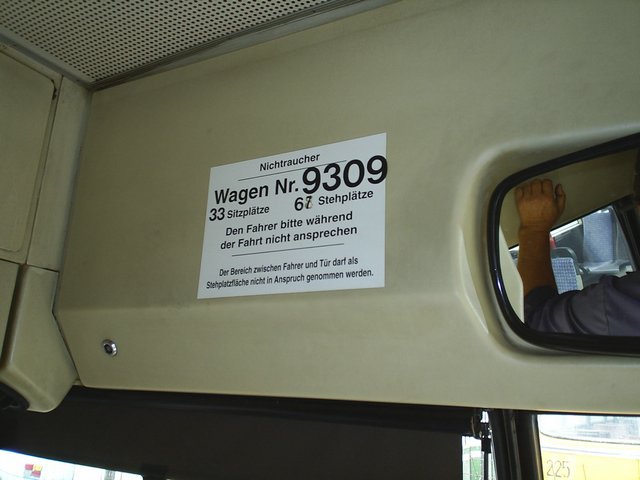 Nichtraucher
Wagen Nr. 9309
33 Sitzplätze 67 Stehplätze
Den Fahrer bitte während
der Fahrt nicht ansprechen
Der Bereich zwischen Fahrer und Tür darf als
Stehplatzfläche nicht in Anspruch genommen werden.
225